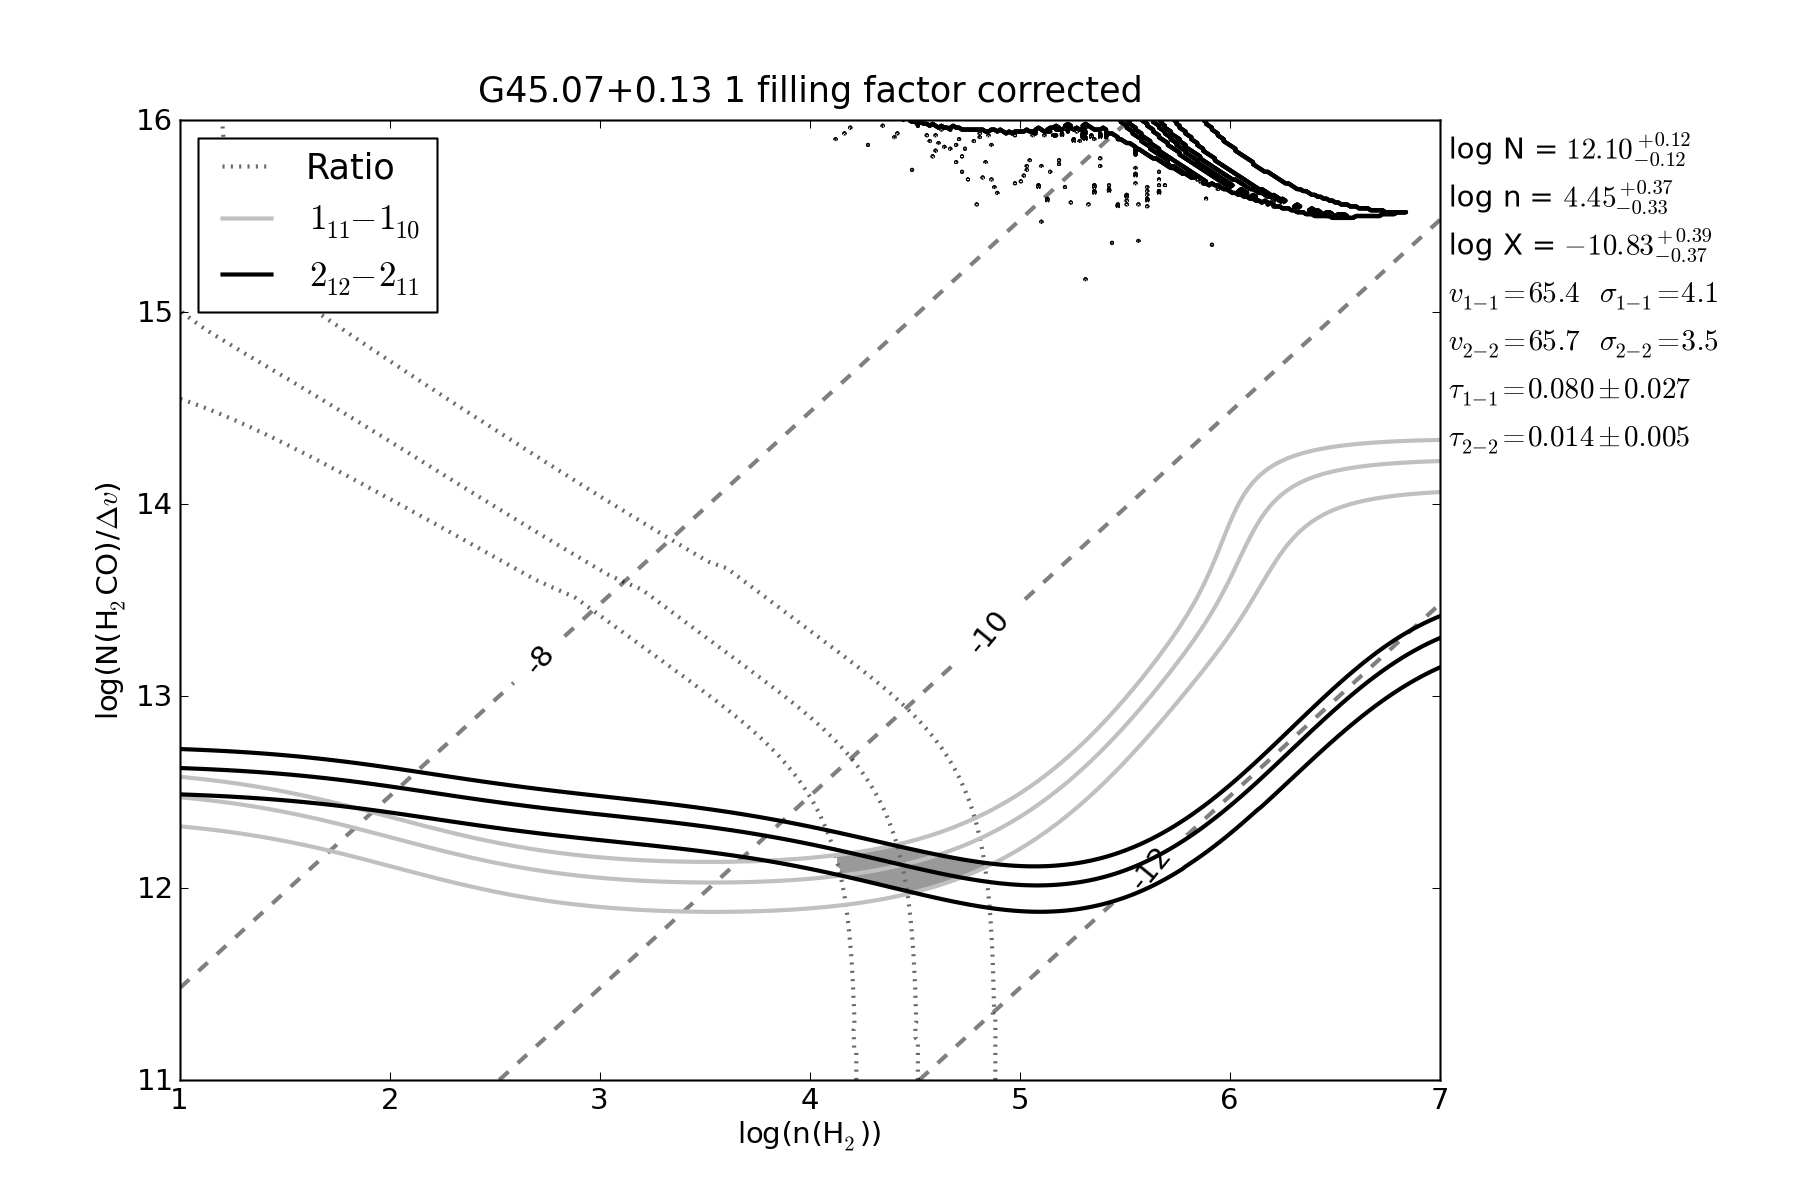 G45.07+0.13 1 filling factor corrected
16
15
14
13
12
11
log(N(H₂CO)/Δv)
Ratio
1₁₁−1₁₀
2₁₂−2₁₁
-8
-10
-12
1 2 3 4 5 6 7
log(n(H₂))
log N = 12.10 +0.12 −0.12
log n = 4.45 +0.37 −0.33
log X = −10.83 +0.39 −0.37
v₁₋₁=65.4 σ₁₋₁=4.1
v₂₋₂=65.7 σ₂₋₂=3.5
τ₁₋₁=0.080±0.027
τ₂₋₂=0.014±0.005